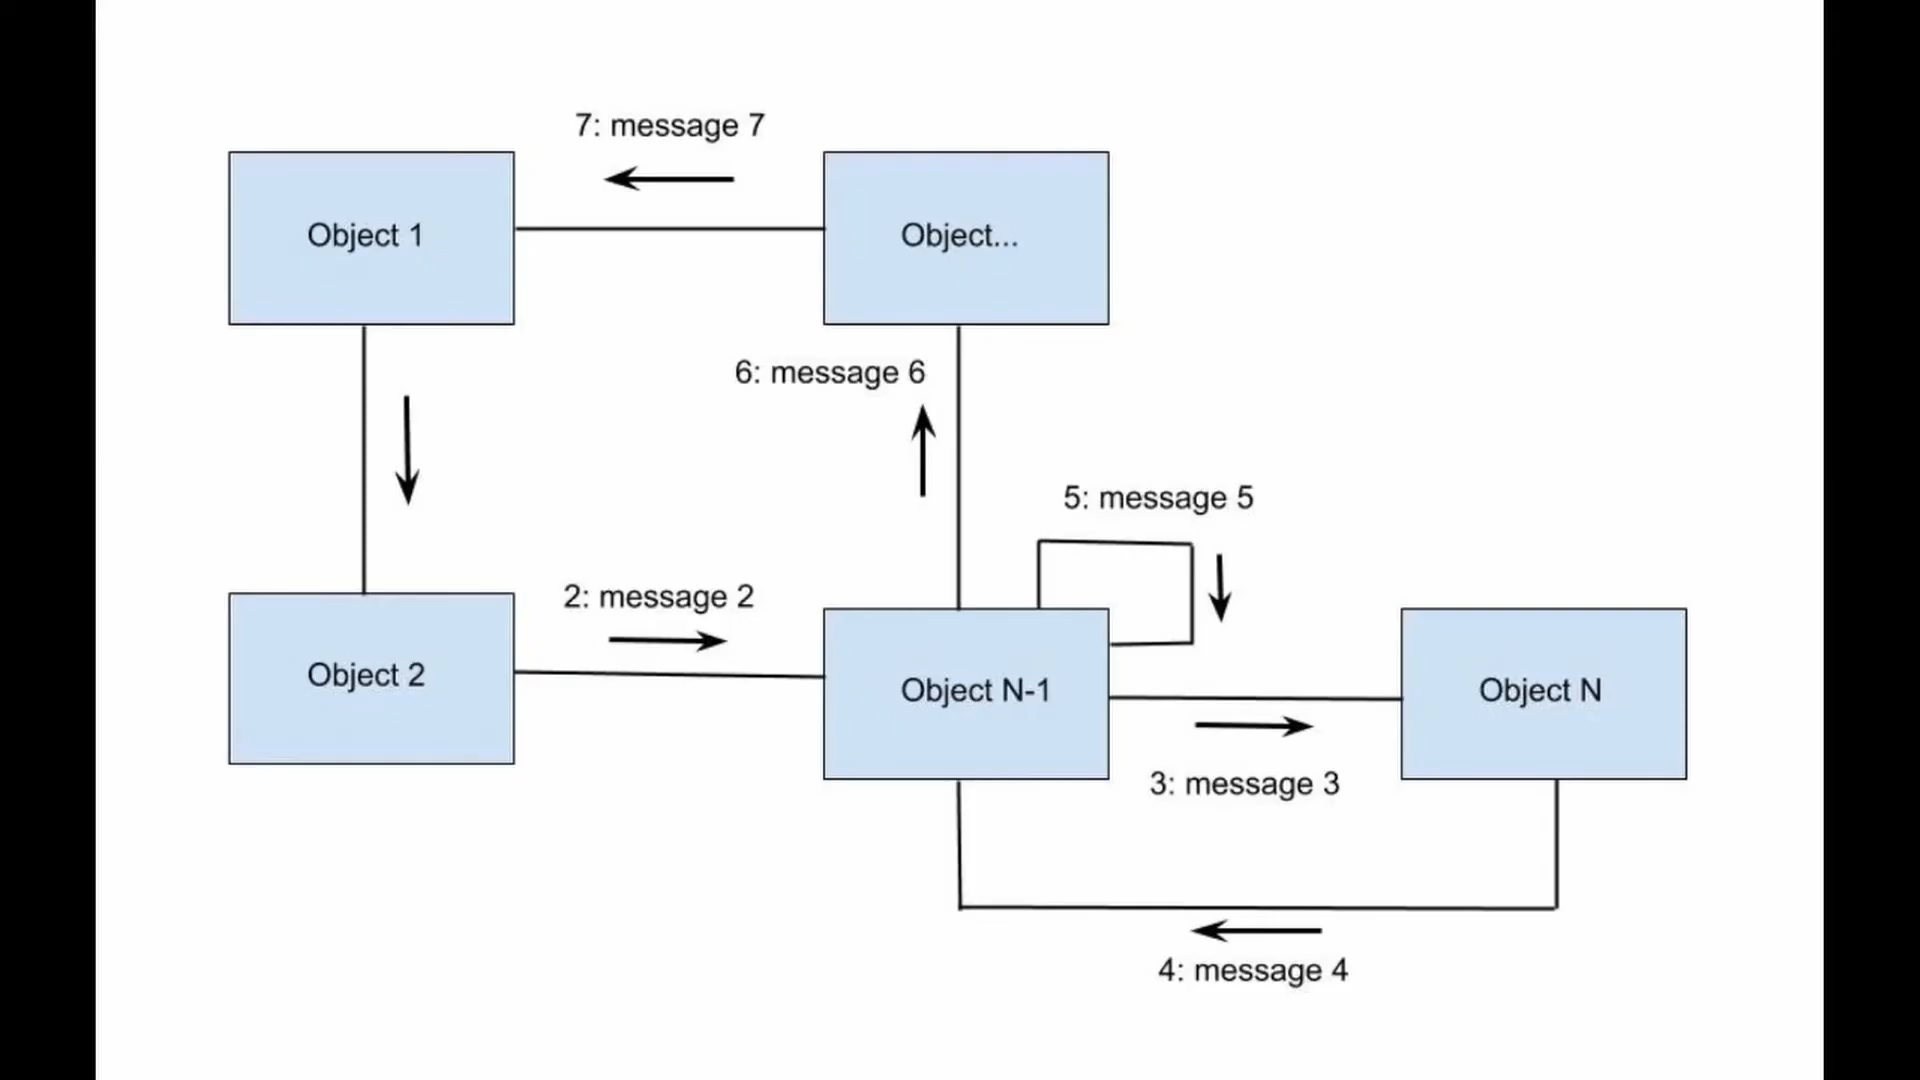 7: message 7
Object 1
Object...
6: message 6
5: message 5
2: message 2
Object 2
Object N-1
Object N
3: message 3
4: message 4